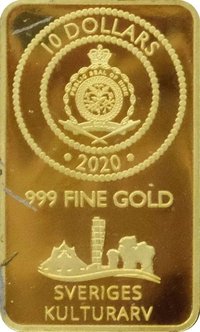 10 DOLLARS
PUBLIC SEAL OF NIUE
· 2020 ·
999 FINE GOLD
SVERIGES
KULTURARV